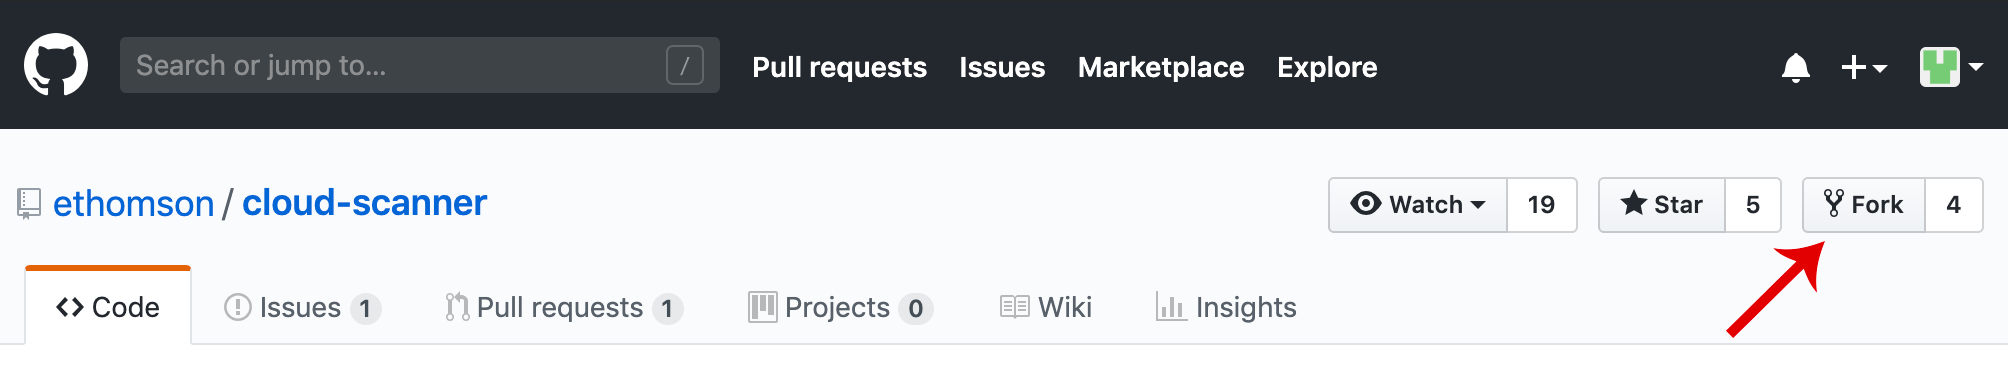 Search or jump to... /
Pull requests Issues Marketplace Explore
ethomson / cloud-scanner
Watch 19 Star 5 Fork 4
Code Issues 1 Pull requests 1 Projects 0 Wiki Insights